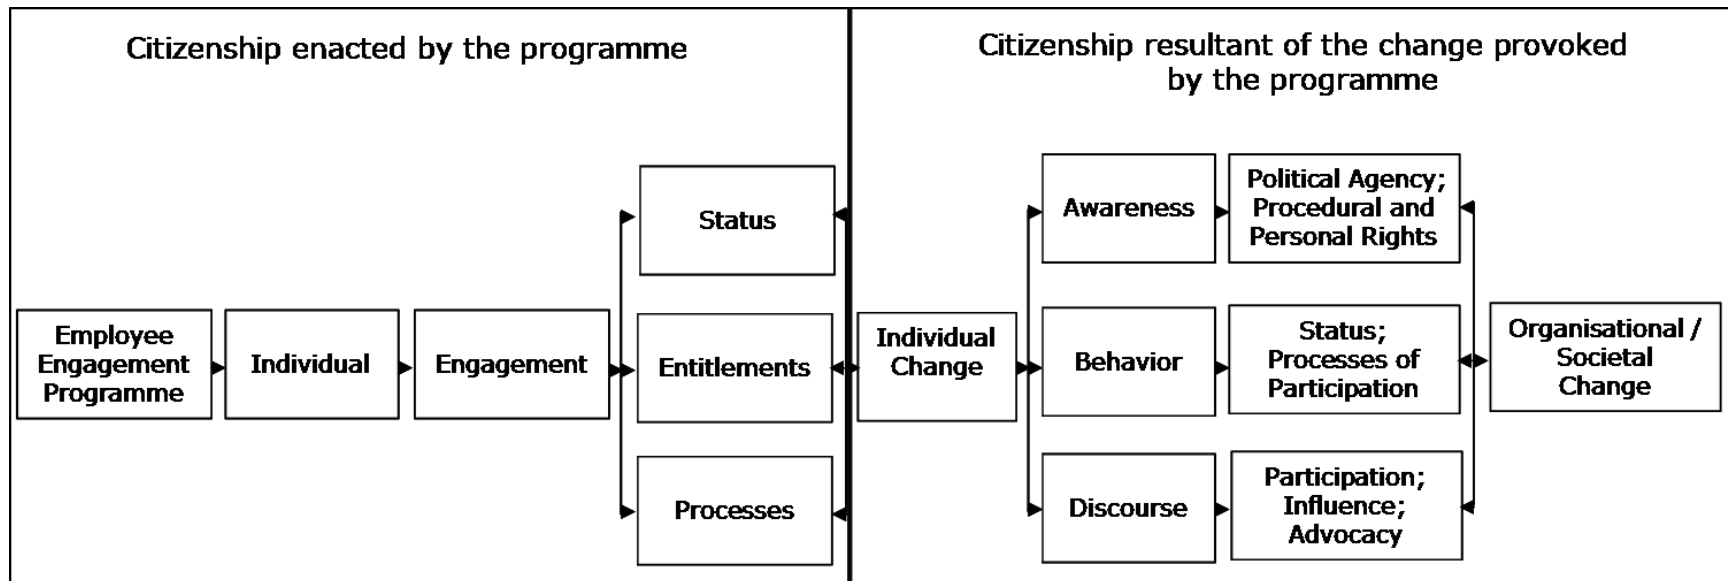 Citizenship enacted by the programme
Citizenship resultant of the change provoked
by the programme
Employee
Engagement
Programme
Individual
Engagement
Status
Entitlements
Processes
Individual
Change
Awareness
Behavior
Discourse
Political Agency;
Procedural and
Personal Rights
Status;
Processes of
Participation
Participation;
Influence;
Advocacy
Organisational /
Societal
Change